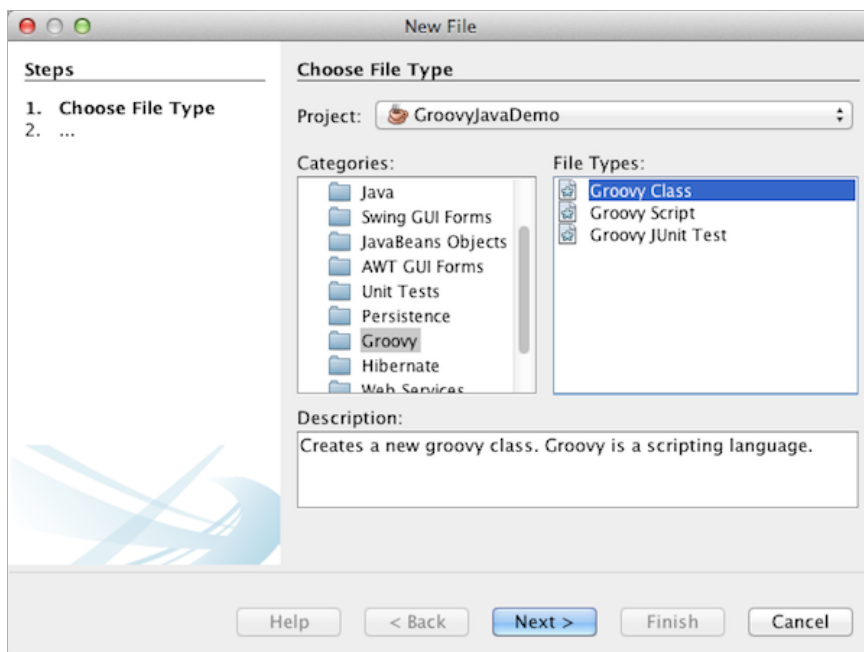 New File
Steps
1. Choose File Type
2. ...
Choose File Type
Project: GroovyJavaDemo
Categories:
Java
Swing GUI Forms
JavaBeans Objects
AWT GUI Forms
Unit Tests
Persistence
Groovy
Hibernate
Web Services
File Types:
Groovy Class
Groovy Script
Groovy JUnit Test
Description:
Creates a new groovy class. Groovy is a scripting language.
Help
< Back
Next >
Finish
Cancel